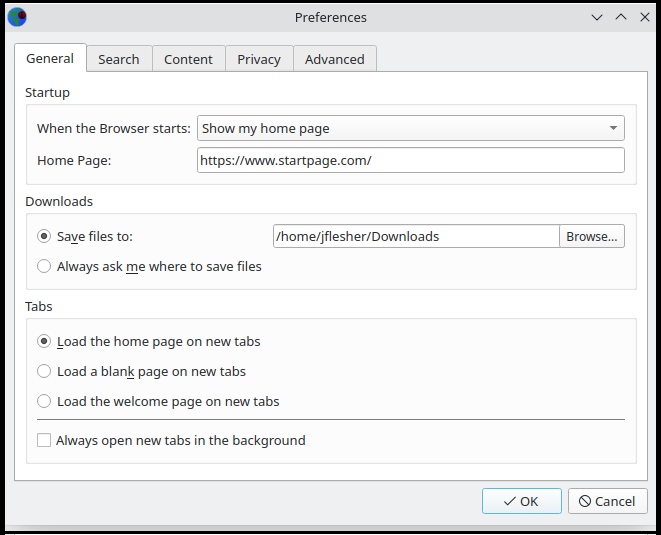 Preferences
General Search Content Privacy Advanced
Startup
When the Browser starts: Show my home page
Home Page: https://www.startpage.com/
Downloads
Save files to: /home/jflesher/Downloads Browse...
Always ask me where to save files
Tabs
Load the home page on new tabs
Load a blank page on new tabs
Load the welcome page on new tabs
Always open new tabs in the background
OK Cancel